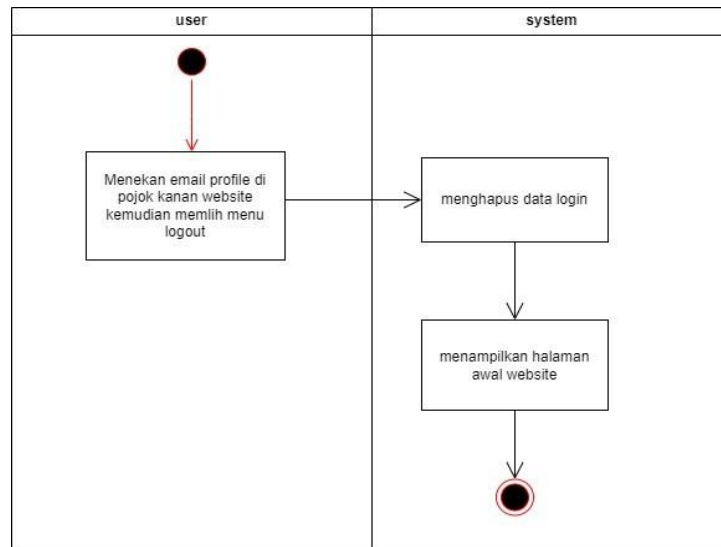 user
system
Menekan email profile di
pojok kanan website
kemudian memlih menu
logout
menghapus data login
menampilkan halaman
awal website